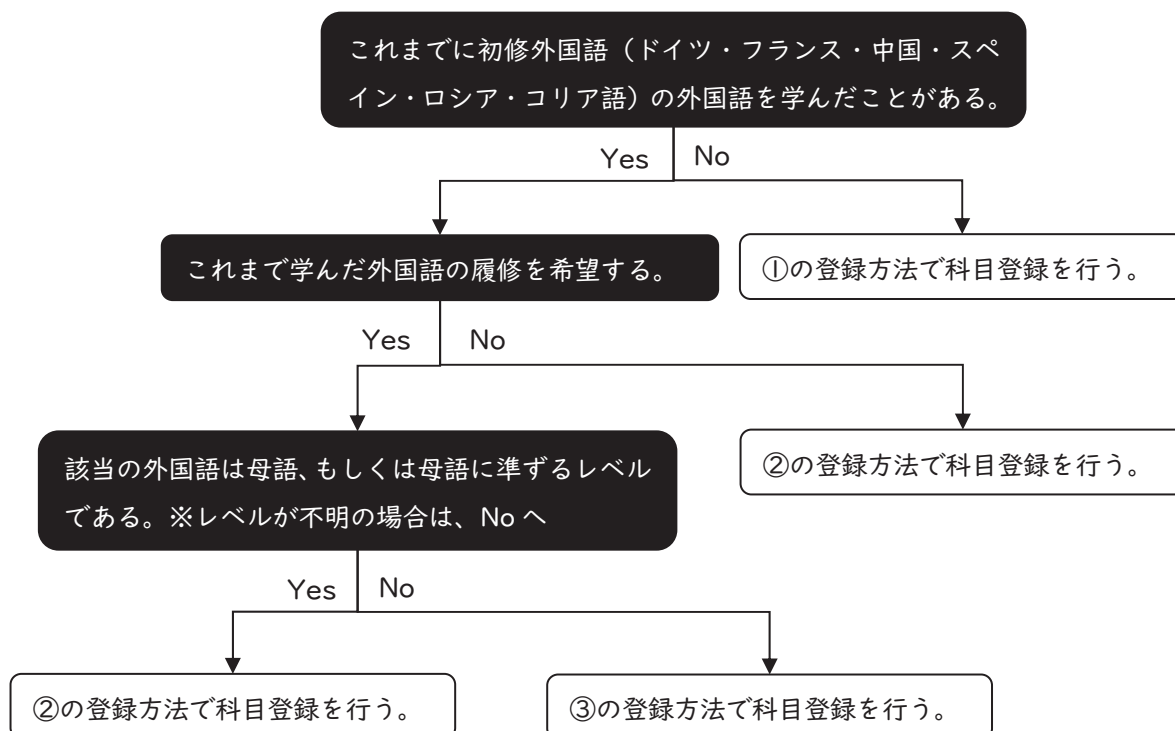 これまでに初修外国語（ドイツ・フランス・中国・スペ
イン・ロシア・コリア語）の外国語を学んだことがある。
Yes
No
これまで学んだ外国語の履修を希望する。
①の登録方法で科目登録を行う。
Yes
No
該当の外国語は母語、もしくは母語に準ずるレベル
である。※レベルが不明の場合は、No へ
②の登録方法で科目登録を行う。
Yes
No
②の登録方法で科目登録を行う。
③の登録方法で科目登録を行う。